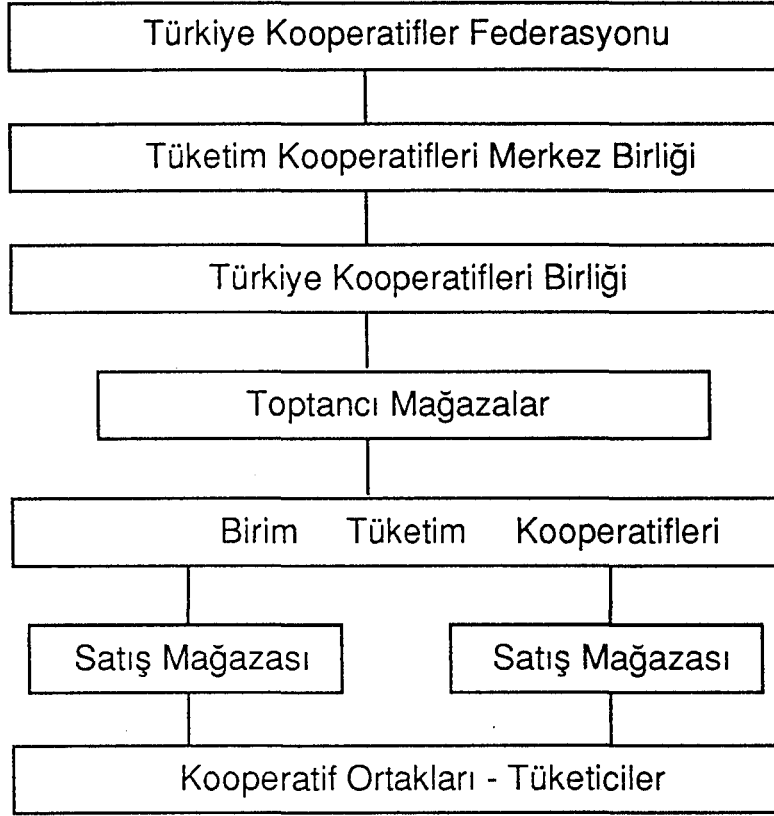 Türkiye Kooperatifler Federasyonu
Tüketim Kooperatifleri Merkez Birliği
Türkiye Kooperatifleri Birliği
Toptancı Mağazalar
Birim Tüketim Kooperatifleri
Satış Mağazası Satış Mağazası
Kooperatif Ortakları - Tüketiciler